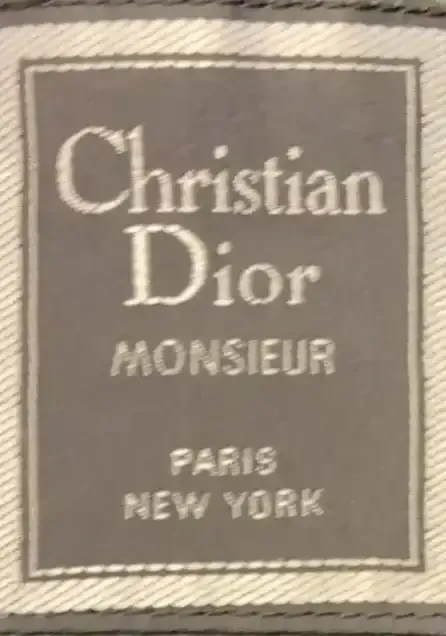 Christian
Dior
MONSIEUR
PARIS
NEW YORK